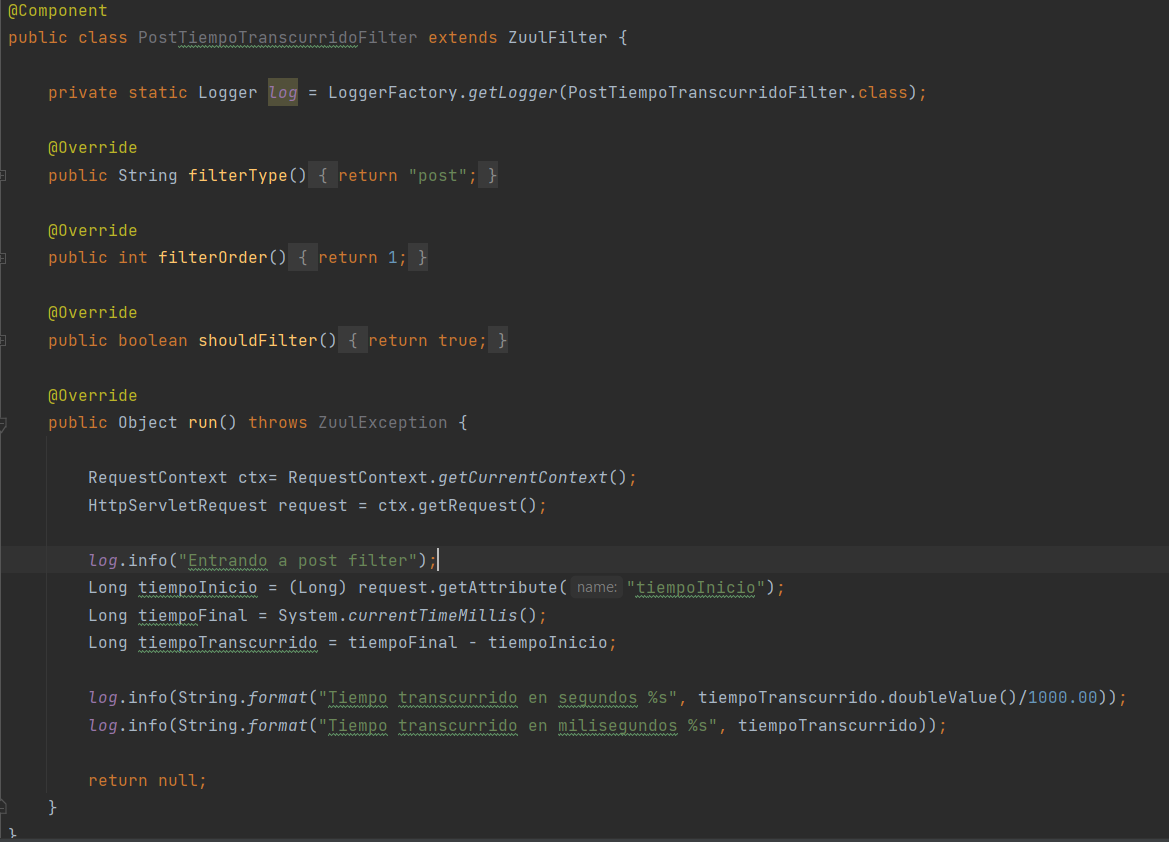 @Component
public class PostTiempoTranscurridoFilter extends ZuulFilter {
private static Logger log = LoggerFactory.getLogger(PostTiempoTranscurridoFilter.class);
@Override
public String filterType() { return "post"; }
@Override
public int filterOrder() { return 1; }
@Override
public boolean shouldFilter() { return true; }
@Override
public Object run() throws ZuulException {
RequestContext ctx= RequestContext.getCurrentContext();
HttpServletRequest request = ctx.getRequest();
log.info("Entrando a post filter");
Long tiempoInicio = (Long) request.getAttribute( name: "tiempoInicio");
Long tiempoFinal = System.currentTimeMillis();
Long tiempoTranscurrido = tiempoFinal - tiempoInicio;
log.info(String.format("Tiempo transcurrido en segundos %s", tiempoTranscurrido.doubleValue()/1000.00));
log.info(String.format("Tiempo transcurrido en milisegundos %s", tiempoTranscurrido));
return null;
}
}